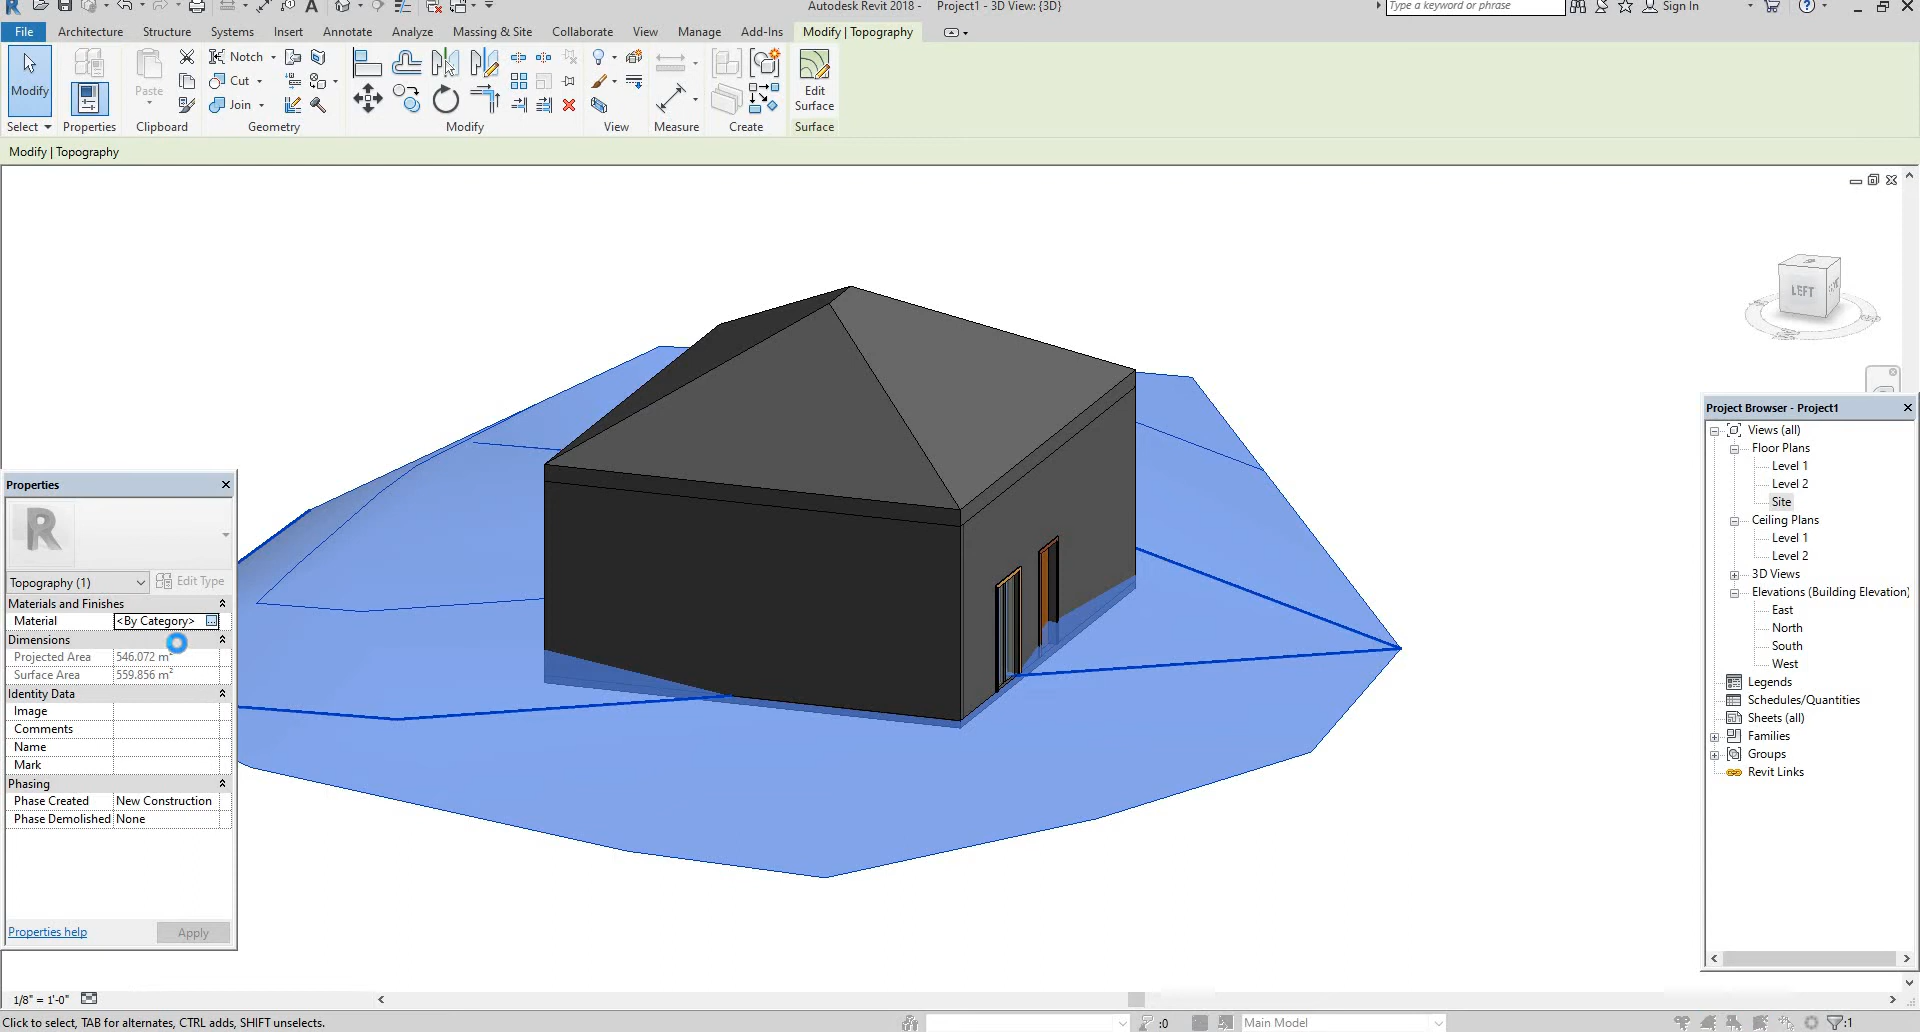 Autodesk Revit 2018 - Project1 - 3D View: {3D}
Type a keyword or phrase
Sign In
File Architecture Structure Systems Insert Annotate Analyze Massing & Site Collaborate View Manage Add-Ins Modify | Topography
Modify
Paste
Notch
Cut
Join
Edit
Surface
Select Properties Clipboard Geometry Modify View Measure Create Surface
Modify | Topography
LEFT
Properties
R
Topography (1)
Edit Type
Materials and Finishes
Material <By Category>
Dimensions
Projected Area 546.072 m²
Surface Area 559.856 m²
Identity Data
Image
Comments
Name
Mark
Phasing
Phase Created New Construction
Phase Demolished None
Properties help
Apply
Project Browser - Project1
Views (all)
Floor Plans
Level 1
Level 2
Site
Ceiling Plans
Level 1
Level 2
3D Views
Elevations (Building Elevation)
East
North
South
West
Legends
Schedules/Quantities
Sheets (all)
Families
Groups
Revit Links
1/8" = 1'-0"
Click to select, TAB for alternates, CTRL adds, SHIFT unselects.
:0
Main Model
:1